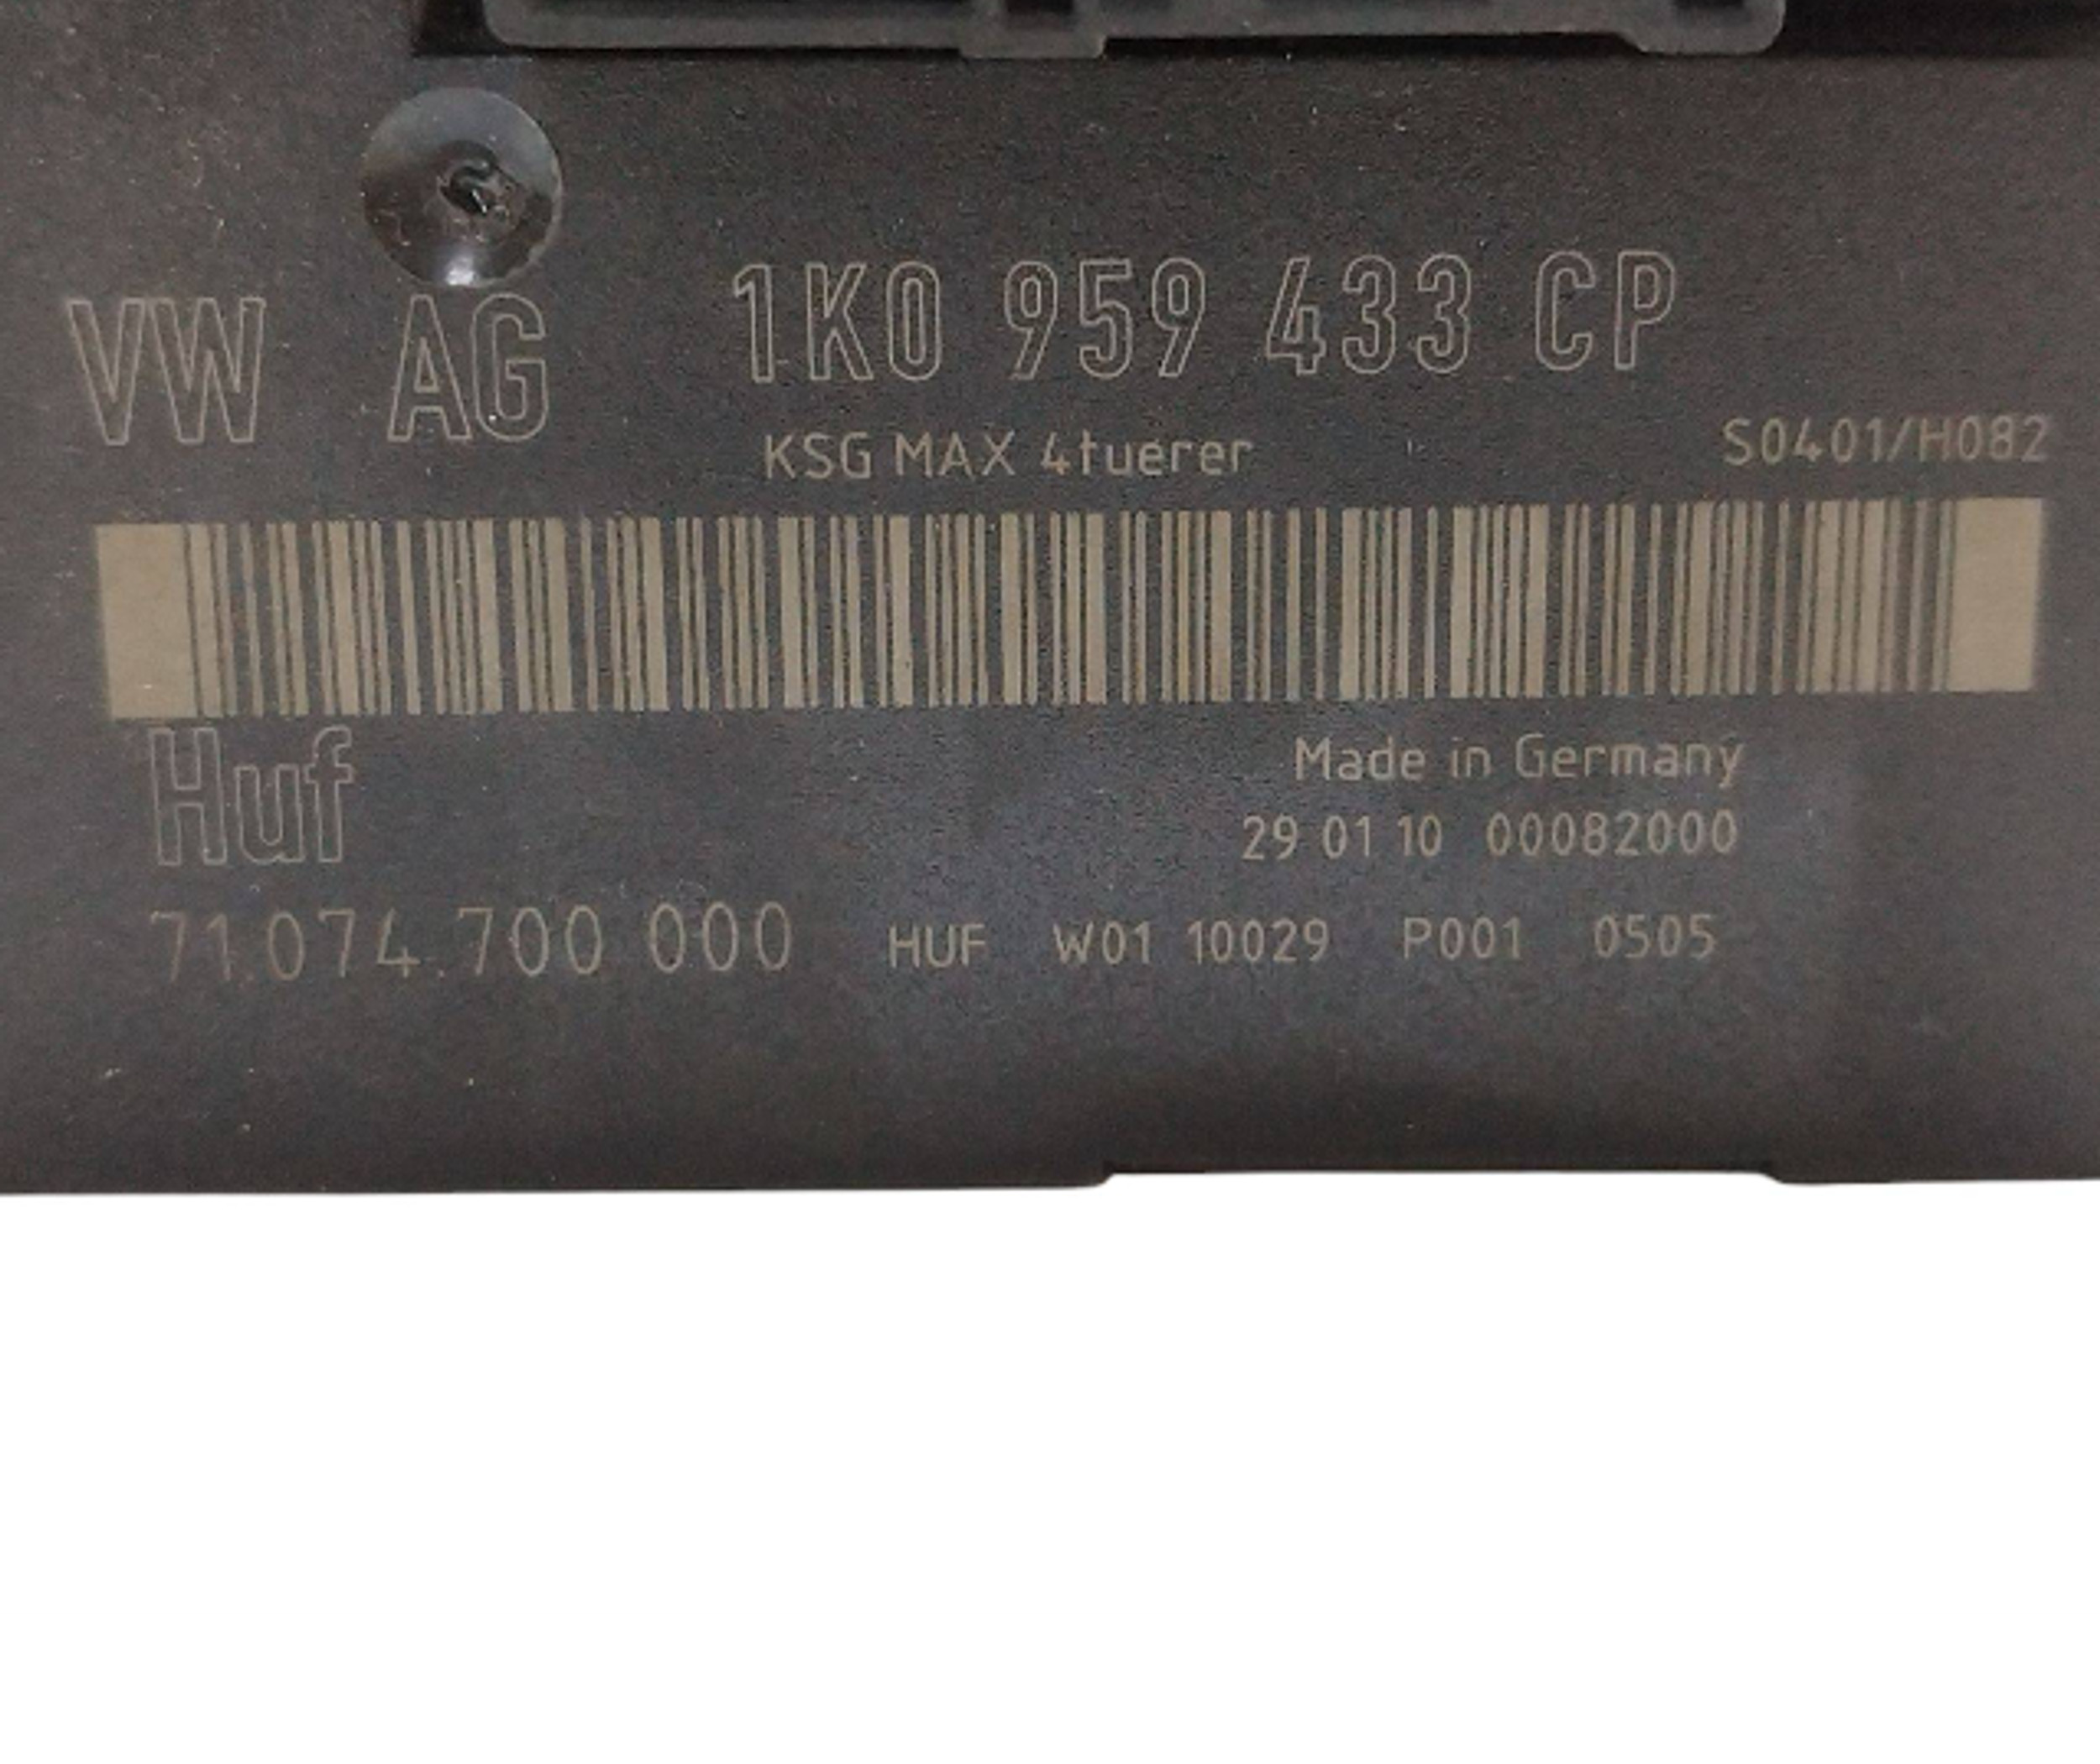 VW AG 1K0 959 433 CP
KSG MAX 4tuerer S0401/H082
Huf
Made in Germany
29 01 10 00082000
71.074.700 000 HUF W01 10029 P001 0505